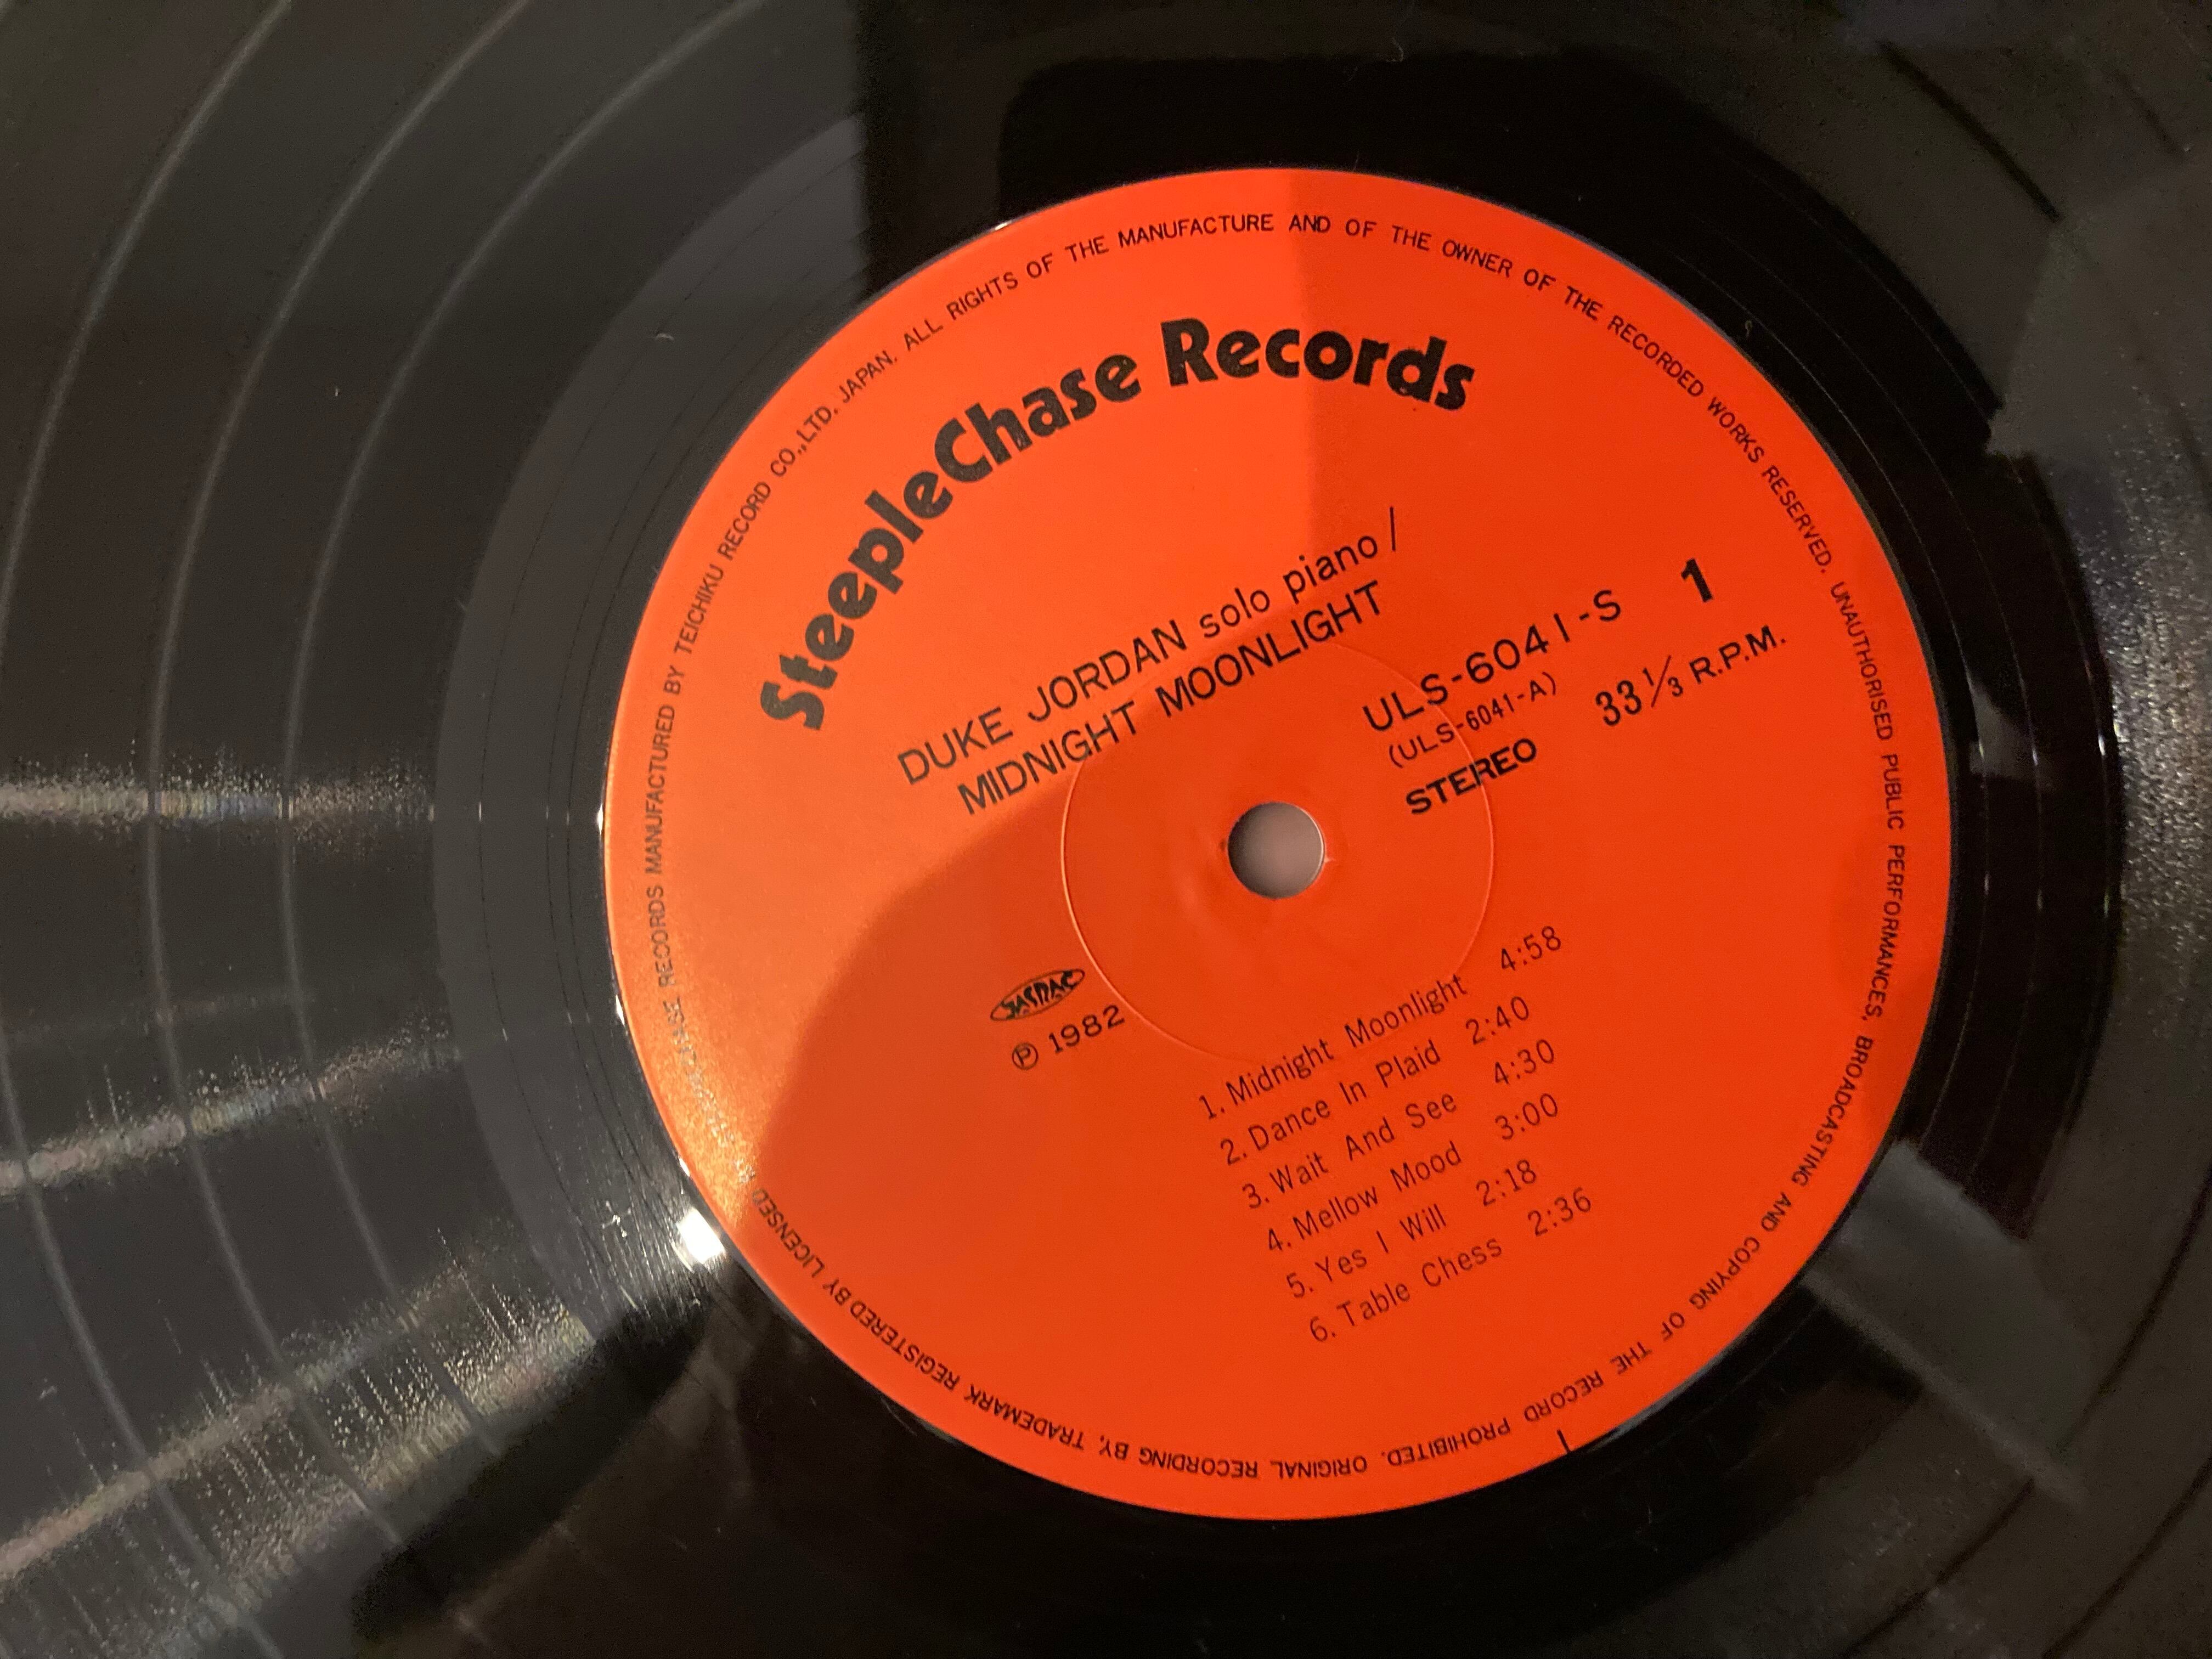 RECORDS MANUFACTURED BY TEICHIKU RECORD CO.,LTD. JAPAN. ALL RIGHTS OF THE MANUFACTURE AND OF THE OWNER OF THE RECORDED WORKS RESERVED. UNAUTHORISED PUBLIC PERFORMANCES, BROADCASTING AND COPYING OF THE RECORD PROHIBITED. ORIGINAL RECORDING BY, TRADEMARK REGISTERED BY LICENSED
SteepleChase Records
DUKE JORDAN solo piano /
MIDNIGHT MOONLIGHT
ULS-6041-S 1
(ULS-6041-A)
STEREO 33 1/3 R.P.M.
JASRAC
Ⓟ 1982
1. Midnight Moonlight 4:58
2. Dance In Plaid 2:40
3. Wait And See 4:30
4. Mellow Mood 3:00
5. Yes I Will 2:18
6. Table Chess 2:36